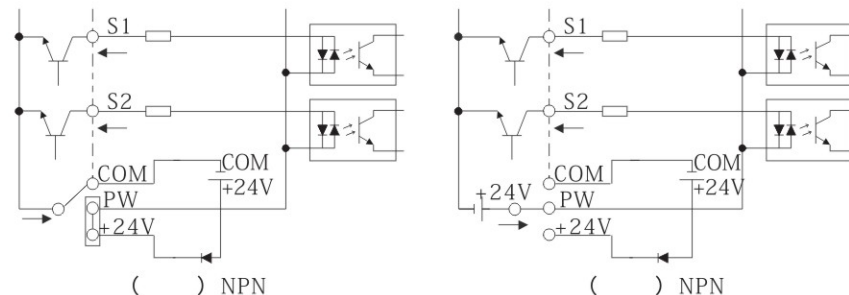 S1
S2
COM
COM
+24V
PW
+24V
( ) NPN
S1
S2
COM
COM
+24V
+24V
PW
+24V
( ) NPN